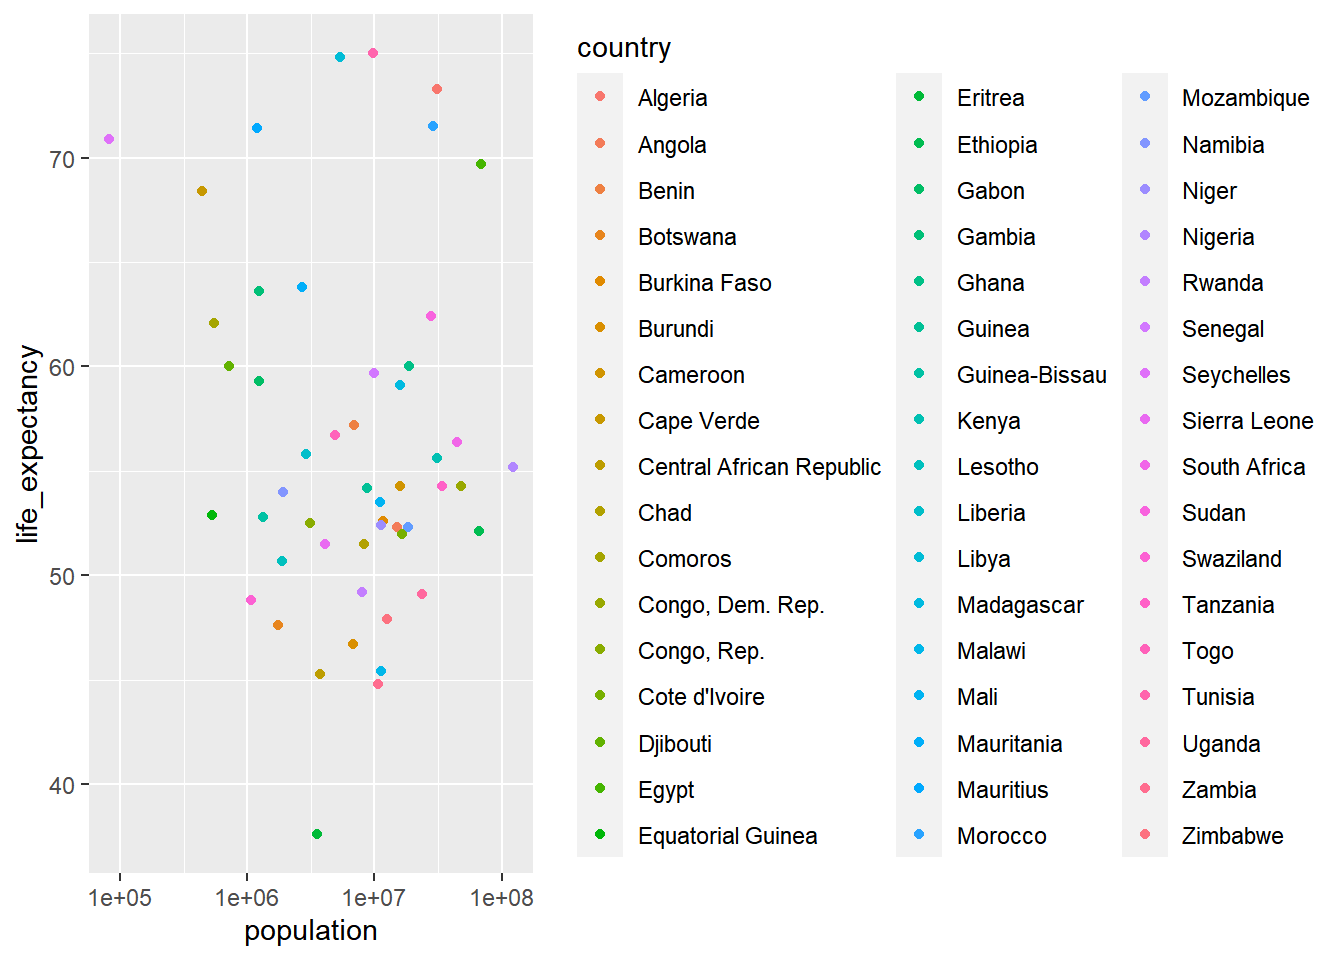 life_expectancy
70
60
50
40
1e+05 1e+06 1e+07 1e+08
population
country
Algeria
Angola
Benin
Botswana
Burkina Faso
Burundi
Cameroon
Cape Verde
Central African Republic
Chad
Comoros
Congo, Dem. Rep.
Congo, Rep.
Cote d'Ivoire
Djibouti
Egypt
Equatorial Guinea
Eritrea
Ethiopia
Gabon
Gambia
Ghana
Guinea
Guinea-Bissau
Kenya
Lesotho
Liberia
Libya
Madagascar
Malawi
Mali
Mauritania
Mauritius
Morocco
Mozambique
Namibia
Niger
Nigeria
Rwanda
Senegal
Seychelles
Sierra Leone
South Africa
Sudan
Swaziland
Tanzania
Togo
Tunisia
Uganda
Zambia
Zimbabwe